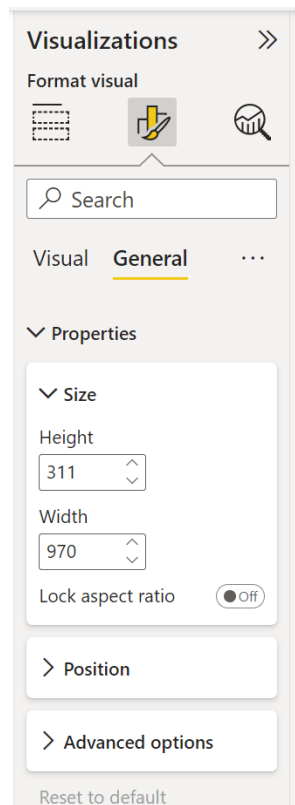 Visualizations
Format visual
Search
Visual General ...
Properties
Size
Height
311
Width
970
Lock aspect ratio Off
Position
Advanced options
Reset to default